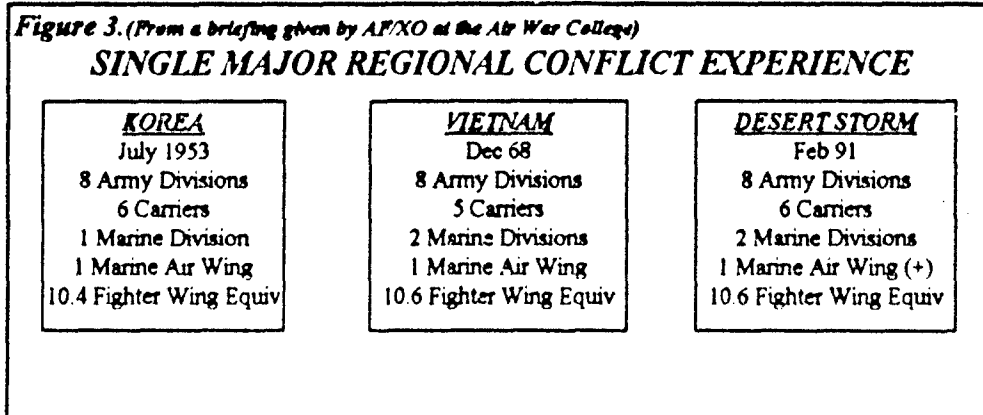 Figure 3. (From a briefing given by AF/XO at the Air War College)
SINGLE MAJOR REGIONAL CONFLICT EXPERIENCE
KOREA
July 1953
8 Army Divisions
6 Carriers
1 Marine Division
1 Marine Air Wing
10.4 Fighter Wing Equiv
VIETNAM
Dec 68
8 Army Divisions
5 Carriers
2 Marine Divisions
1 Marine Air Wing
10.6 Fighter Wing Equiv
DESERT STORM
Feb 91
8 Army Divisions
6 Carriers
2 Marine Divisions
1 Marine Air Wing (+)
10.6 Fighter Wing Equiv